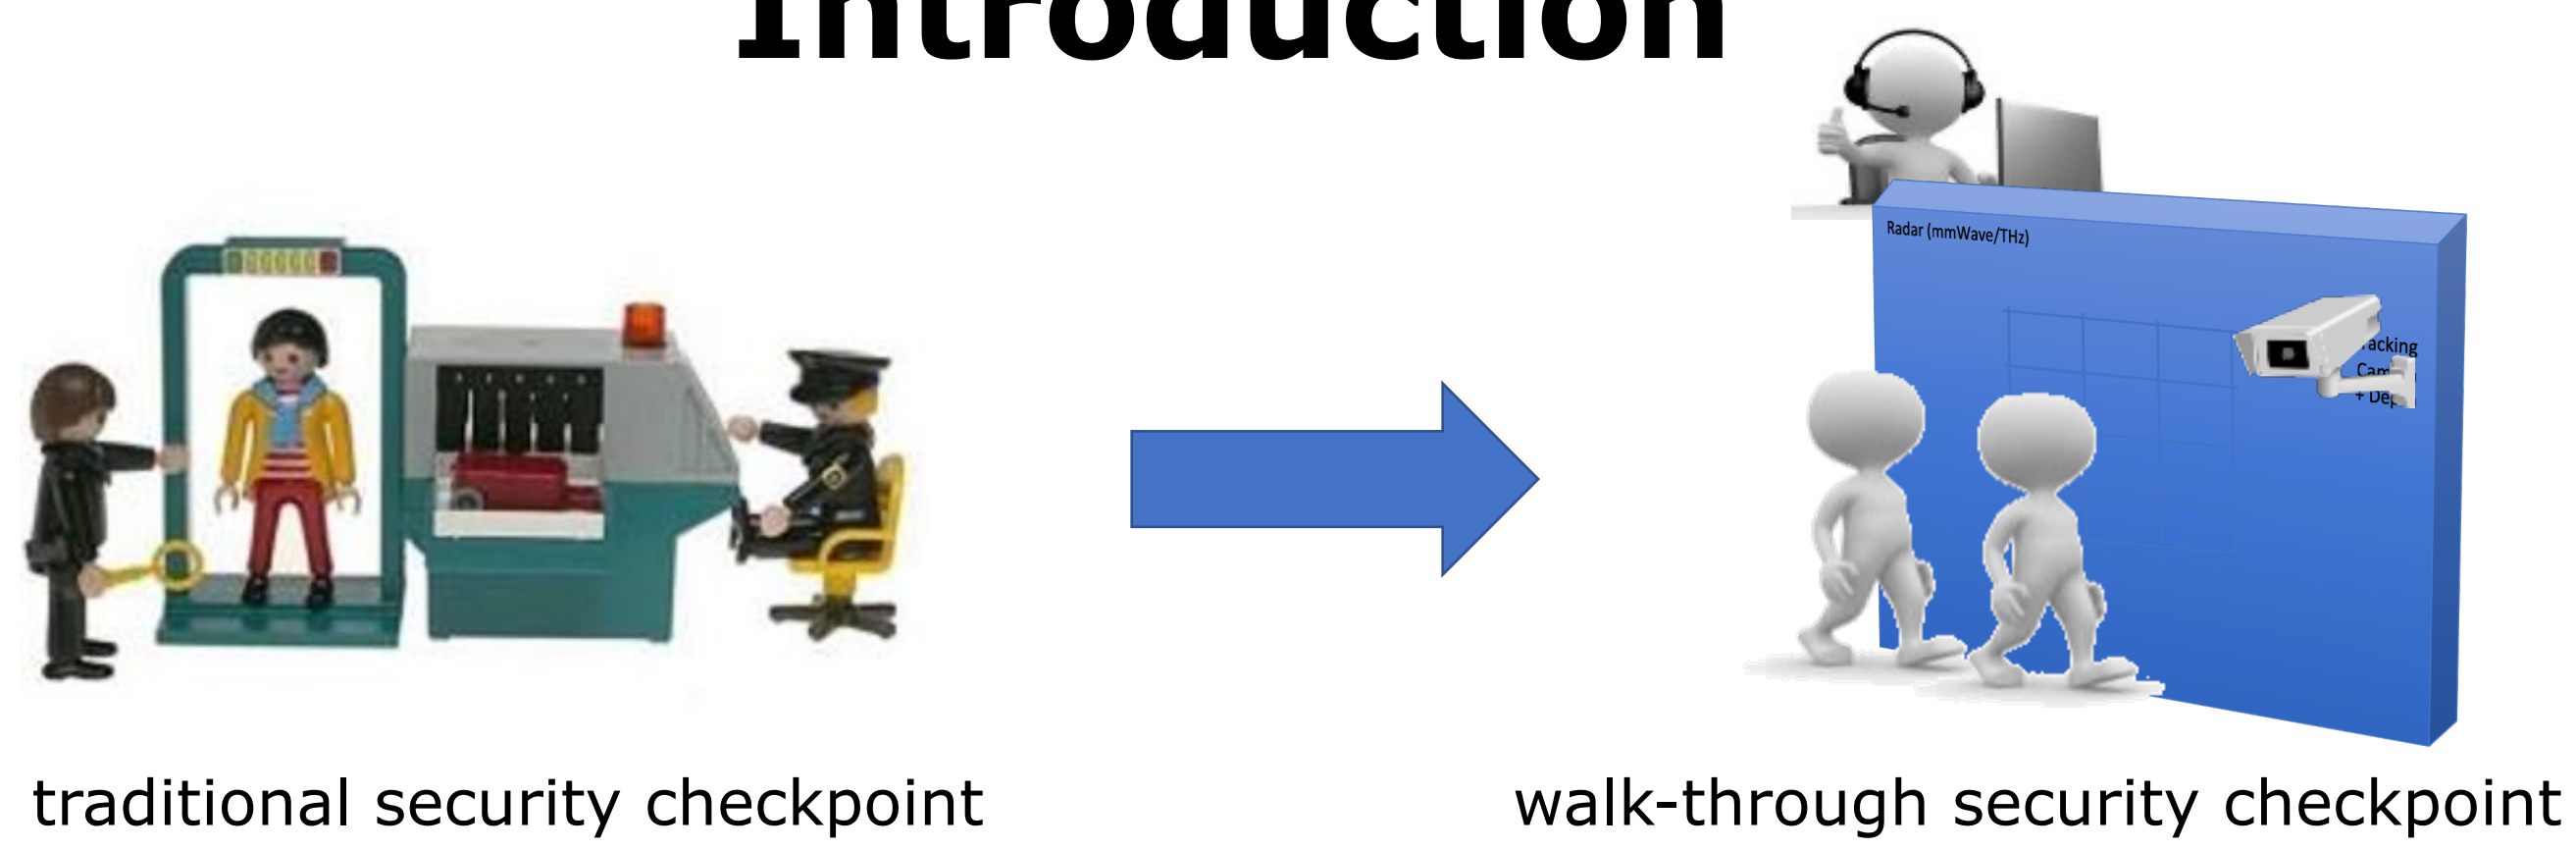 Introduction
Radar (mmWave/THz)
traditional security checkpoint
walk-through security checkpoint